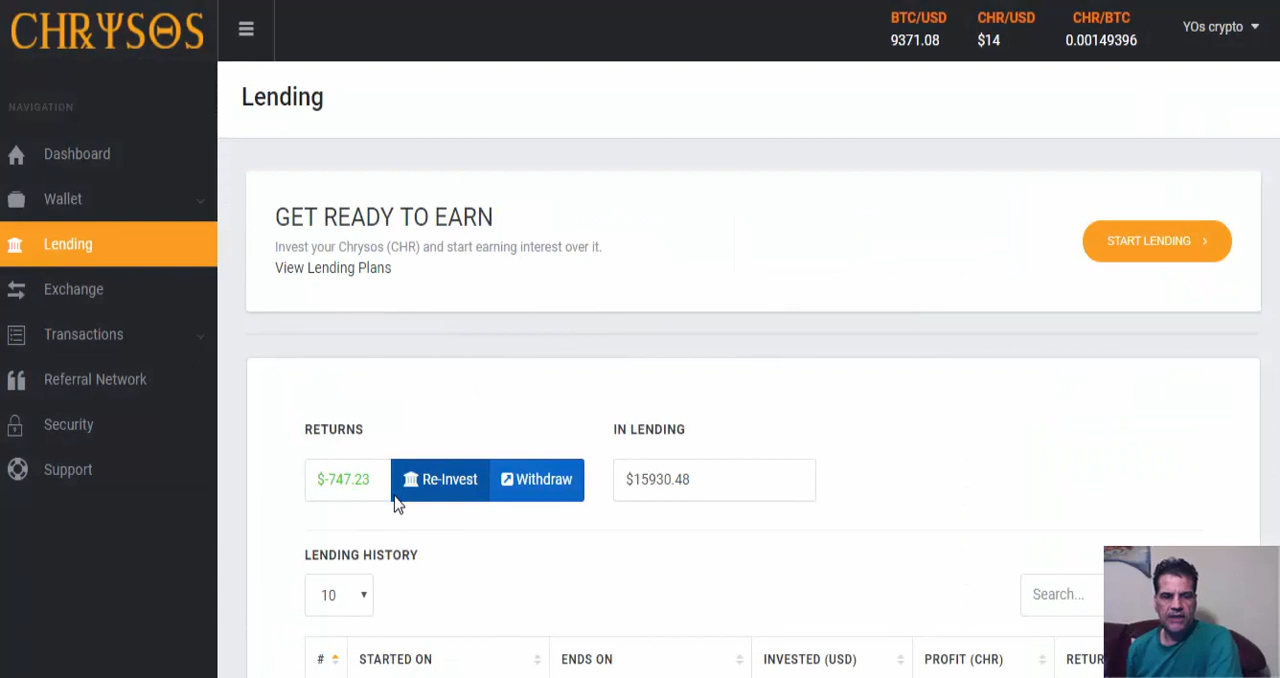 CHRΨSOS
BTC/USD
9371.08
CHR/USD
$14
CHR/BTC
0.00149396
YOs crypto
NAVIGATION
Dashboard
Wallet
Lending
Exchange
Transactions
Referral Network
Security
Support
Lending
GET READY TO EARN
Invest your Chrysos (CHR) and start earning interest over it.
View Lending Plans
START LENDING
RETURNS
IN LENDING
$-747.23
Re-Invest
Withdraw
$15930.48
LENDING HISTORY
10
Search...
#
STARTED ON
ENDS ON
INVESTED (USD)
PROFIT (CHR)